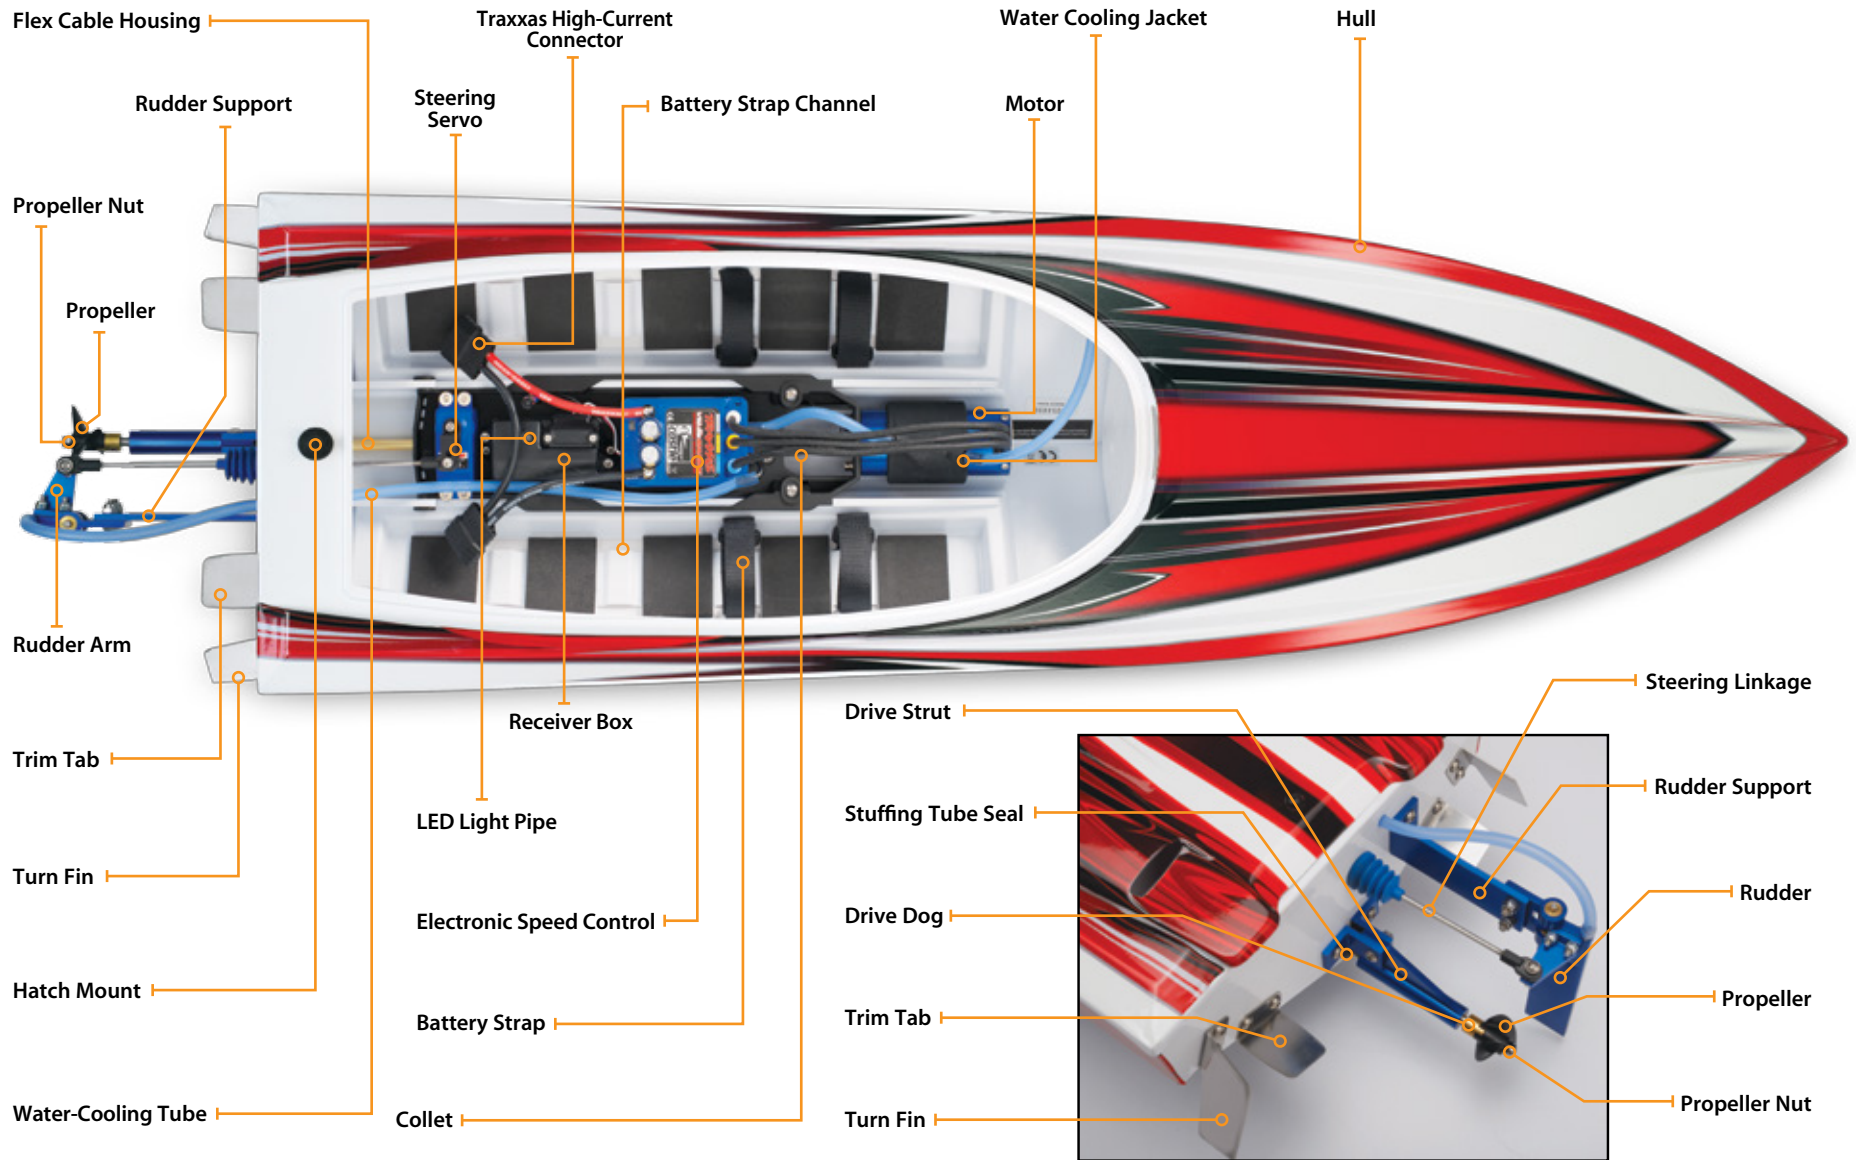 Flex Cable Housing
Traxxas High-Current
Connector
Water Cooling Jacket
Hull
Rudder Support
Steering
Servo
Battery Strap Channel
Motor
Propeller Nut
Propeller
Rudder Arm
Trim Tab
Turn Fin
Hatch Mount
Water-Cooling Tube
Receiver Box
LED Light Pipe
Electronic Speed Control
Battery Strap
Collet
Drive Strut
Stuffing Tube Seal
Drive Dog
Trim Tab
Turn Fin
Steering Linkage
Rudder Support
Rudder
Propeller
Propeller Nut